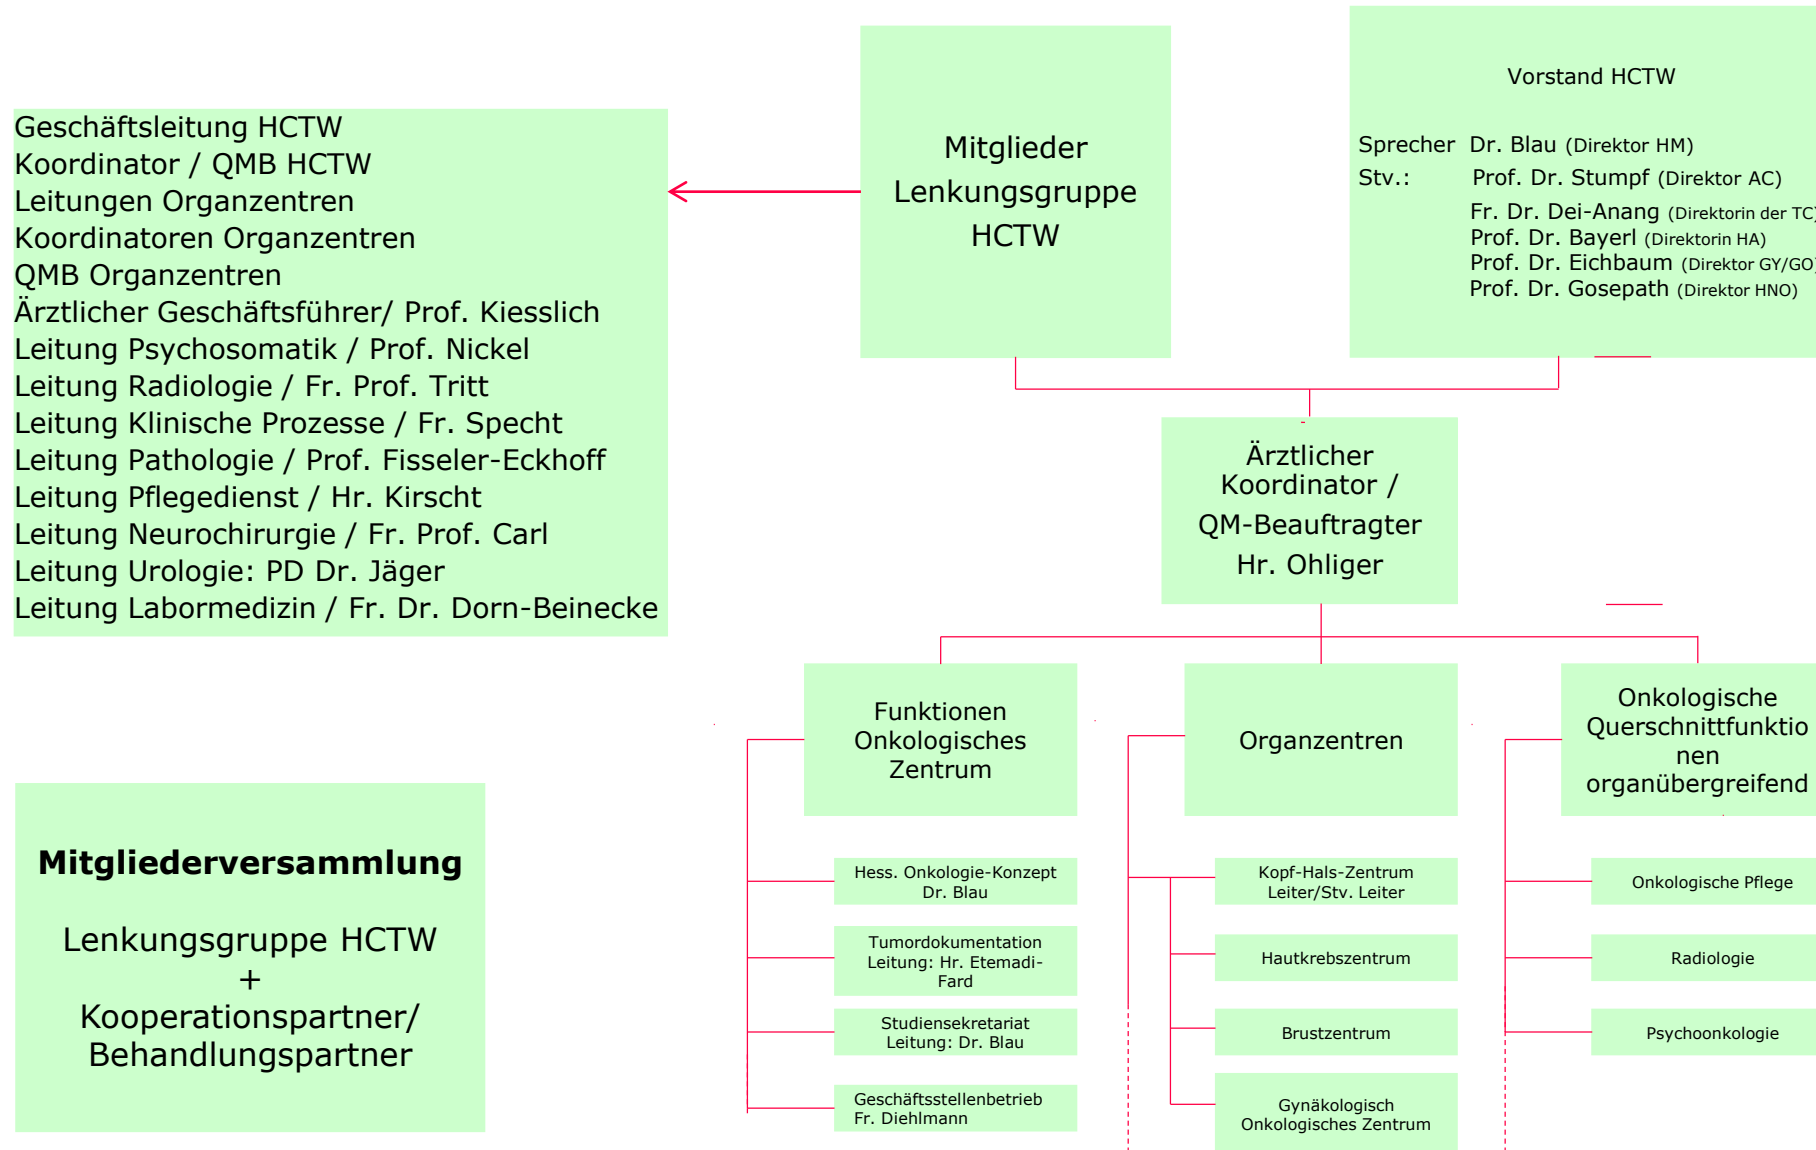 Geschäftsleitung HCTW
Koordinator / QMB HCTW
Leitungen Organzentren
Koordinatoren Organzentren
QMB Organzentren
Ärztlicher Geschäftsführer/ Prof. Kiesslich
Leitung Psychosomatik / Prof. Nickel
Leitung Radiologie / Fr. Prof. Tritt
Leitung Klinische Prozesse / Fr. Specht
Leitung Pathologie / Prof. Fisseler-Eckhoff
Leitung Pflegedienst / Hr. Kirscht
Leitung Neurochirurgie / Fr. Prof. Carl
Leitung Urologie: PD Dr. Jäger
Leitung Labormedizin / Fr. Dr. Dorn-Beinecke
Mitglieder
Lenkungsgruppe
HCTW
Vorstand HCTW
Sprecher Dr. Blau (Direktor HM)
Stv.: Prof. Dr. Stumpf (Direktor AC)
Fr. Dr. Dei-Anang (Direktorin der TC)
Prof. Dr. Bayerl (Direktorin HA)
Prof. Dr. Eichbaum (Direktor GY/GO)
Prof. Dr. Gosepath (Direktor HNO)
Ärztlicher
Koordinator /
QM-Beauftragter
Hr. Ohliger
Funktionen
Onkologisches
Zentrum
Hess. Onkologie-Konzept
Dr. Blau
Tumordokumentation
Leitung: Hr. Etemadi-
Fard
Studiensekretariat
Leitung: Dr. Blau
Geschäftsstellenbetrieb
Fr. Diehlmann
Organzentren
Kopf-Hals-Zentrum
Leiter/Stv. Leiter
Hautkrebszentrum
Brustzentrum
Gynäkologisch
Onkologisches Zentrum
Onkologische
Querschnittfunktio
nen
organübergreifend
Onkologische Pflege
Radiologie
Psychoonkologie
Mitgliederversammlung
Lenkungsgruppe HCTW
+
Kooperationspartner/
Behandlungspartner